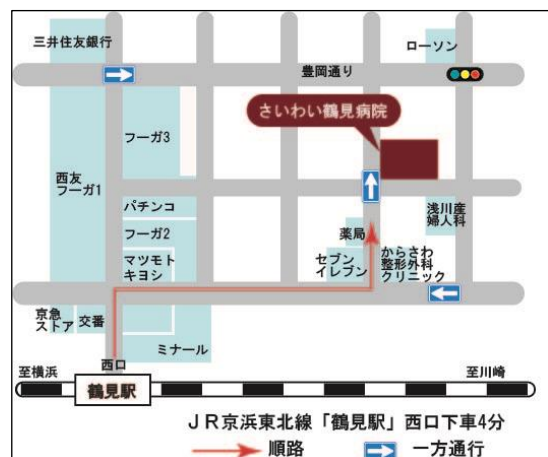 三井住友銀行
ローソン
豊岡通り
さいわい鶴見病院
フーガ3
西友
フーガ1
パチンコ
浅川産
婦人科
フーガ2
薬局
マツモト
キヨシ
セブン
イレブン
からさわ
整形外科
クリニック
京急
ストア
交番
ミナール
西口
至横浜
至川崎
鶴見駅
JR京浜東北線「鶴見駅」西口下車4分
順路
一方通行